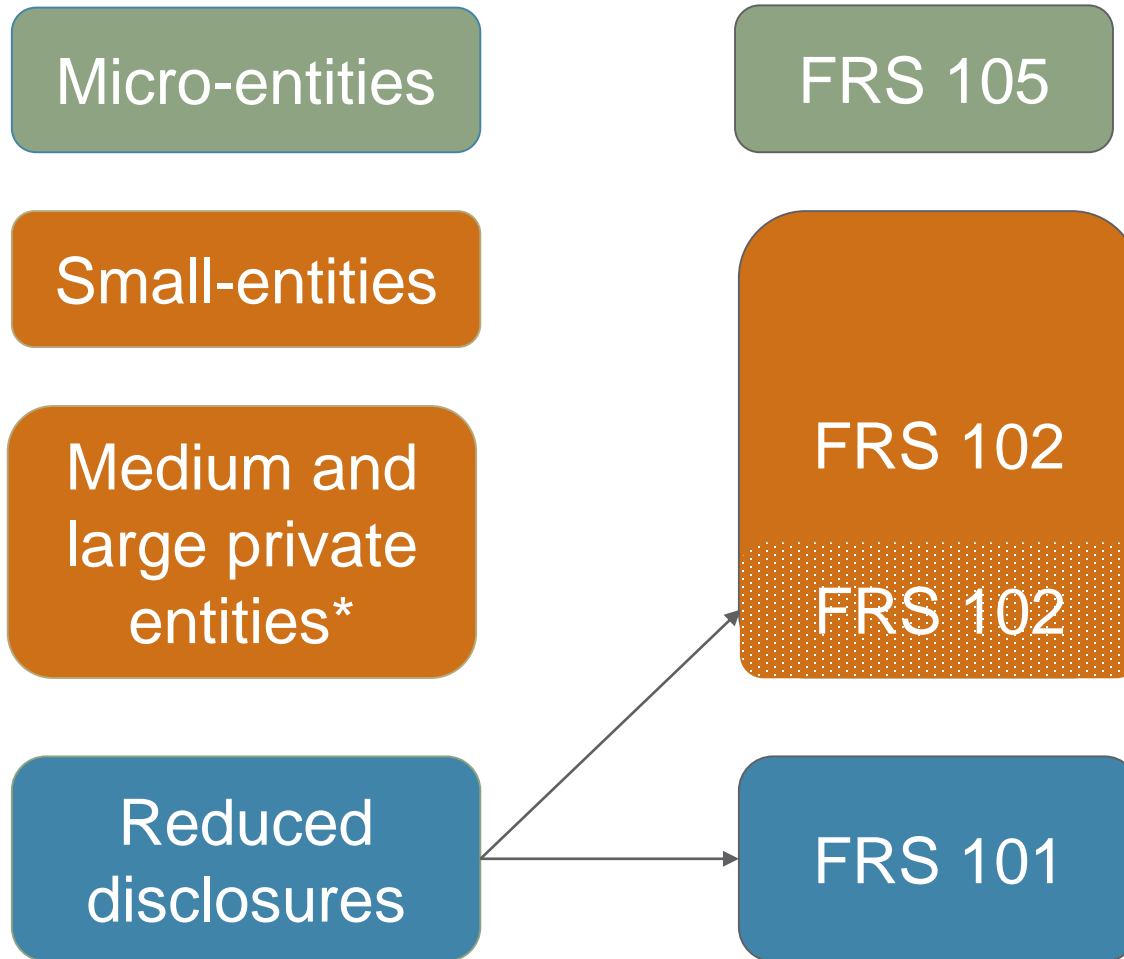 Micro-entities
FRS 105
Small-entities
Medium and
large private
entities*
FRS 102
FRS 102
Reduced
disclosures
FRS 101